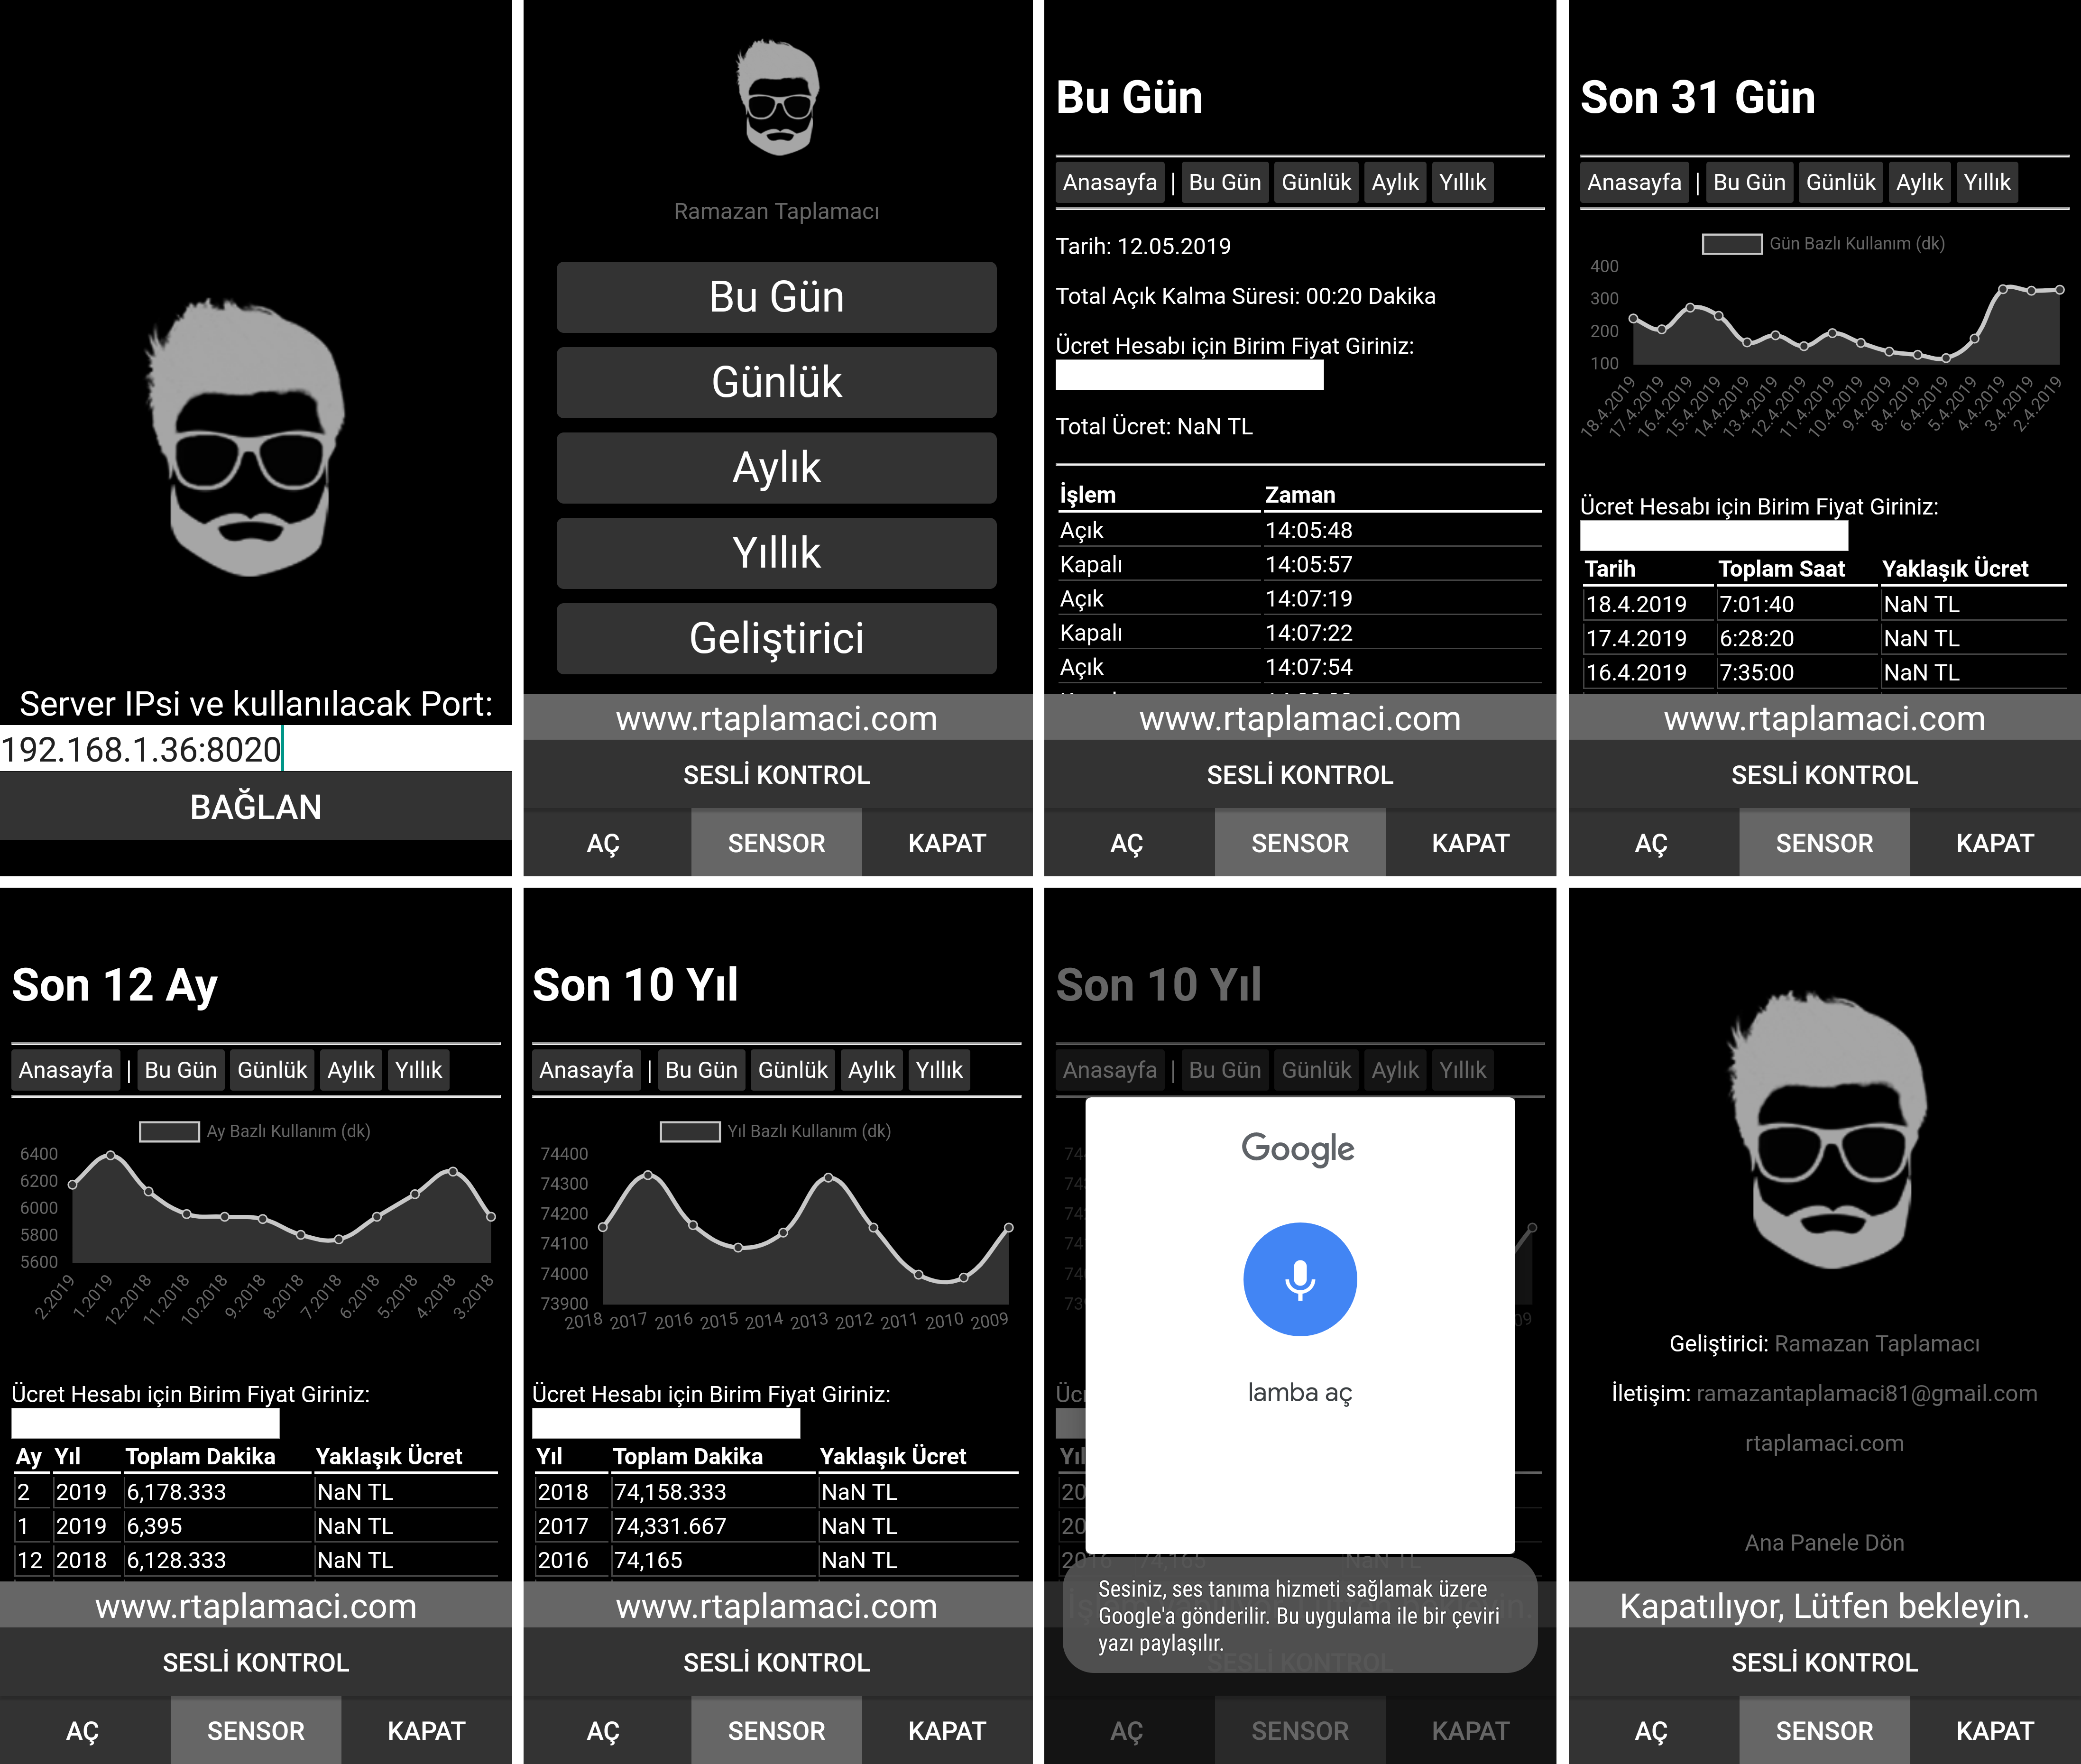 Server IPsi ve kullanılacak Port:
192.168.1.36:8020
BAĞLAN
Ramazan Taplamacı
Bu Gün
Günlük
Aylık
Yıllık
Geliştirici
www.rtaplamaci.com
SESLİ KONTROL
AÇ SENSOR KAPAT
Bu Gün
Anasayfa | Bu Gün Günlük Aylık Yıllık
Tarih: 12.05.2019
Total Açık Kalma Süresi: 00:20 Dakika
Ücret Hesabı için Birim Fiyat Giriniz:
Total Ücret: NaN TL
İşlem Zaman
Açık 14:05:48
Kapalı 14:05:57
Açık 14:07:19
Kapalı 14:07:22
Açık 14:07:54
www.rtaplamaci.com
SESLİ KONTROL
AÇ SENSOR KAPAT
Son 31 Gün
Anasayfa | Bu Gün Günlük Aylık Yıllık
Gün Bazlı Kullanım (dk)
400
300
200
100
18.4.2019 17.4.2019 16.4.2019 15.4.2019 14.4.2019 13.4.2019 12.4.2019 11.4.2019 10.4.2019 9.4.2019 8.4.2019 6.4.2019 5.4.2019 4.4.2019 3.4.2019 2.4.2019
Ücret Hesabı için Birim Fiyat Giriniz:
Tarih Toplam Saat Yaklaşık Ücret
18.4.2019 7:01:40 NaN TL
17.4.2019 6:28:20 NaN TL
16.4.2019 7:35:00 NaN TL
www.rtaplamaci.com
SESLİ KONTROL
AÇ SENSOR KAPAT
Son 12 Ay
Anasayfa | Bu Gün Günlük Aylık Yıllık
Ay Bazlı Kullanım (dk)
6400
6200
6000
5800
5600
2.2019 1.2019 12.2018 11.2018 10.2018 9.2018 8.2018 7.2018 6.2018 5.2018 4.2018 3.2018
Ücret Hesabı için Birim Fiyat Giriniz:
Ay Yıl Toplam Dakika Yaklaşık Ücret
2 2019 6,178.333 NaN TL
1 2019 6,395 NaN TL
12 2018 6,128.333 NaN TL
www.rtaplamaci.com
SESLİ KONTROL
AÇ SENSOR KAPAT
Son 10 Yıl
Anasayfa | Bu Gün Günlük Aylık Yıllık
Yıl Bazlı Kullanım (dk)
74400
74300
74200
74100
74000
73900
2018 2017 2016 2015 2014 2013 2012 2011 2010 2009
Ücret Hesabı için Birim Fiyat Giriniz:
Yıl Toplam Dakika Yaklaşık Ücret
2018 74,158.333 NaN TL
2017 74,331.667 NaN TL
2016 74,165 NaN TL
www.rtaplamaci.com
SESLİ KONTROL
AÇ SENSOR KAPAT
Son 10 Yıl
Anasayfa | Bu Gün Günlük Aylık Yıllık
Google
lamba aç
Sesiniz, ses tanıma hizmeti sağlamak üzere
Google'a gönderilir. Bu uygulama ile bir çeviri
yazı paylaşılır.
SESLİ KONTROL
AÇ SENSOR KAPAT
Geliştirici: Ramazan Taplamacı
İletişim: ramazantaplamaci81@gmail.com
rtaplamaci.com
Ana Panele Dön
Kapatılıyor, Lütfen bekleyin.
SESLİ KONTROL
AÇ SENSOR KAPAT